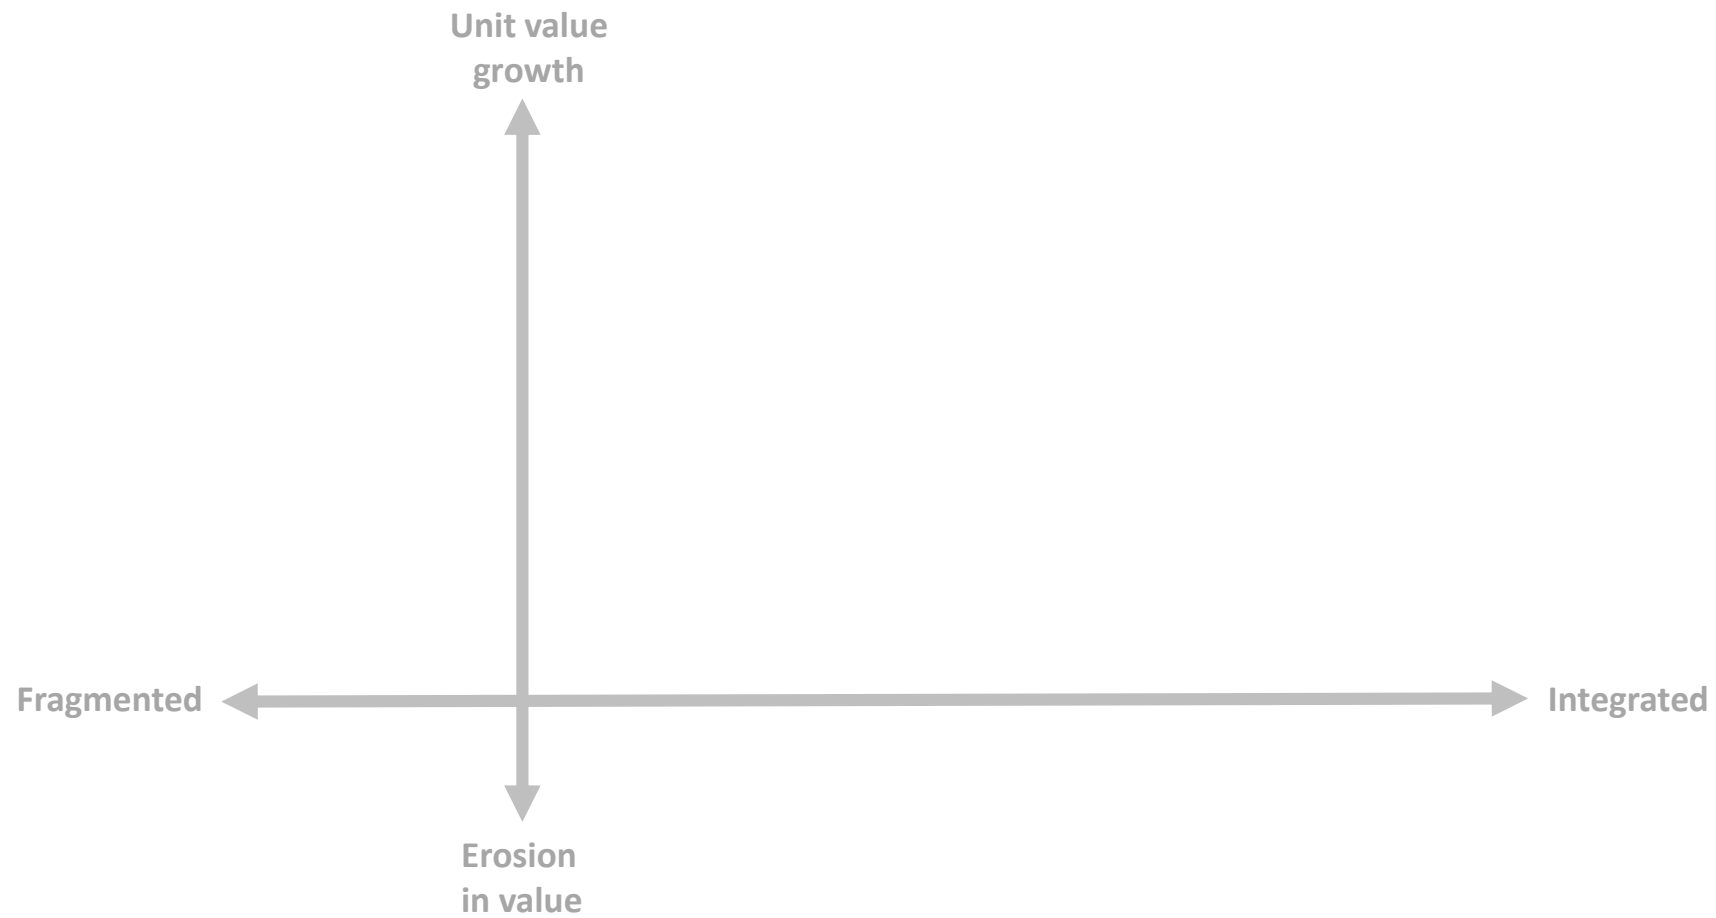 Unit value
growth
Fragmented
Integrated
Erosion
in value